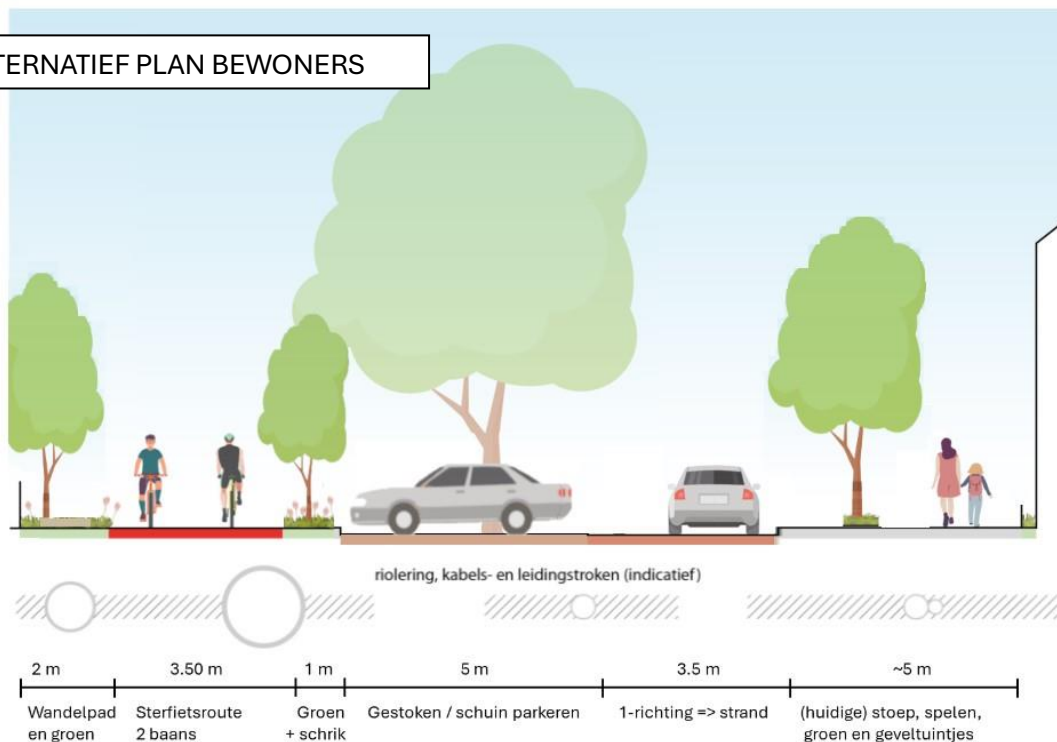 TERNATIEF PLAN BEWONERS
riolering, kabels- en leidingstroken (indicatief)
2 m 3.50 m 1 m 5 m 3.5 m ~5 m
Wandelpad Sterfietsroute Groen Gestoken / schuin parkeren 1-richting => strand (huidige) stoep, spelen,
en groen 2 baans + schrik groen en geveltuintjes